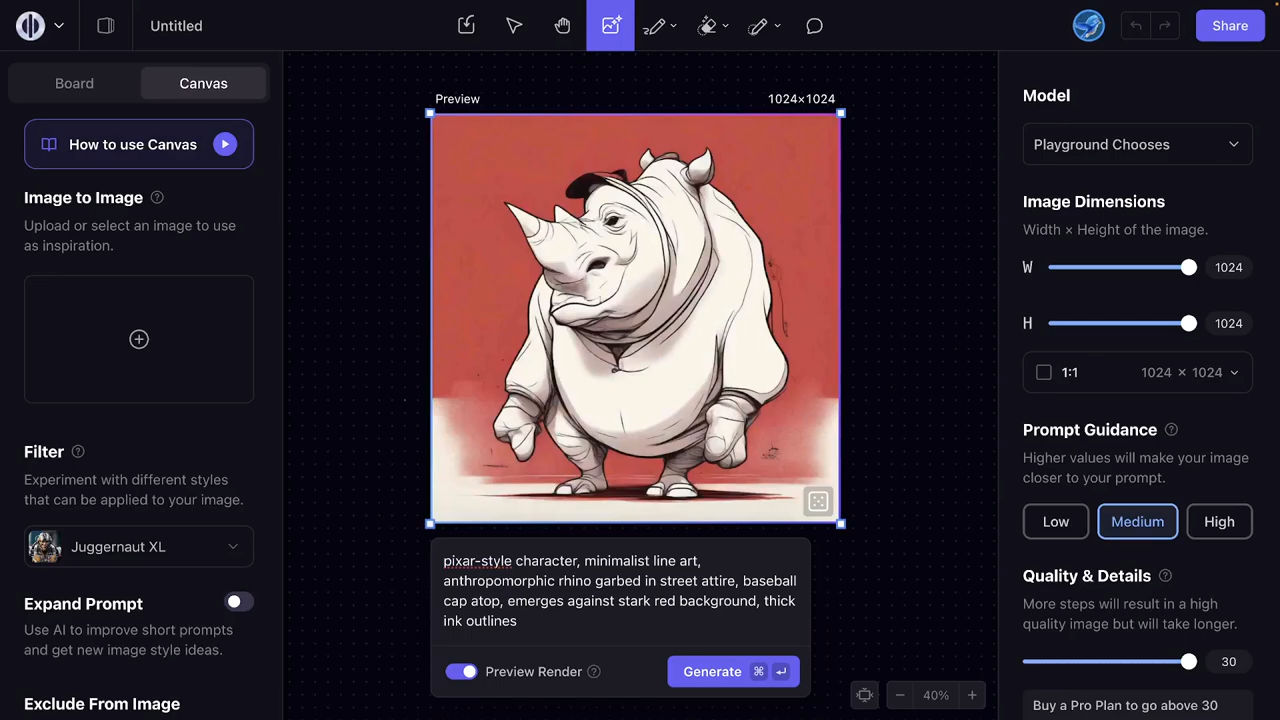 Untitled
Share
Board
Canvas
How to use Canvas
Image to Image
Upload or select an image to use
as inspiration.
Filter
Experiment with different styles
that can be applied to your image.
Juggernaut XL
Expand Prompt
Use AI to improve short prompts
and get new image style ideas.
Exclude From Image
Preview
1024×1024
pixar-style character, minimalist line art,
anthropomorphic rhino garbed in street attire, baseball
cap atop, emerges against stark red background, thick
ink outlines
Preview Render
Generate ⌘ ↵
40%
Model
Playground Chooses
Image Dimensions
Width × Height of the image.
W 1024
H 1024
1:1 1024 × 1024
Prompt Guidance
Higher values will make your image
closer to your prompt.
Low Medium High
Quality & Details
More steps will result in a high
quality image but will take longer.
30
Buy a Pro Plan to go above 30